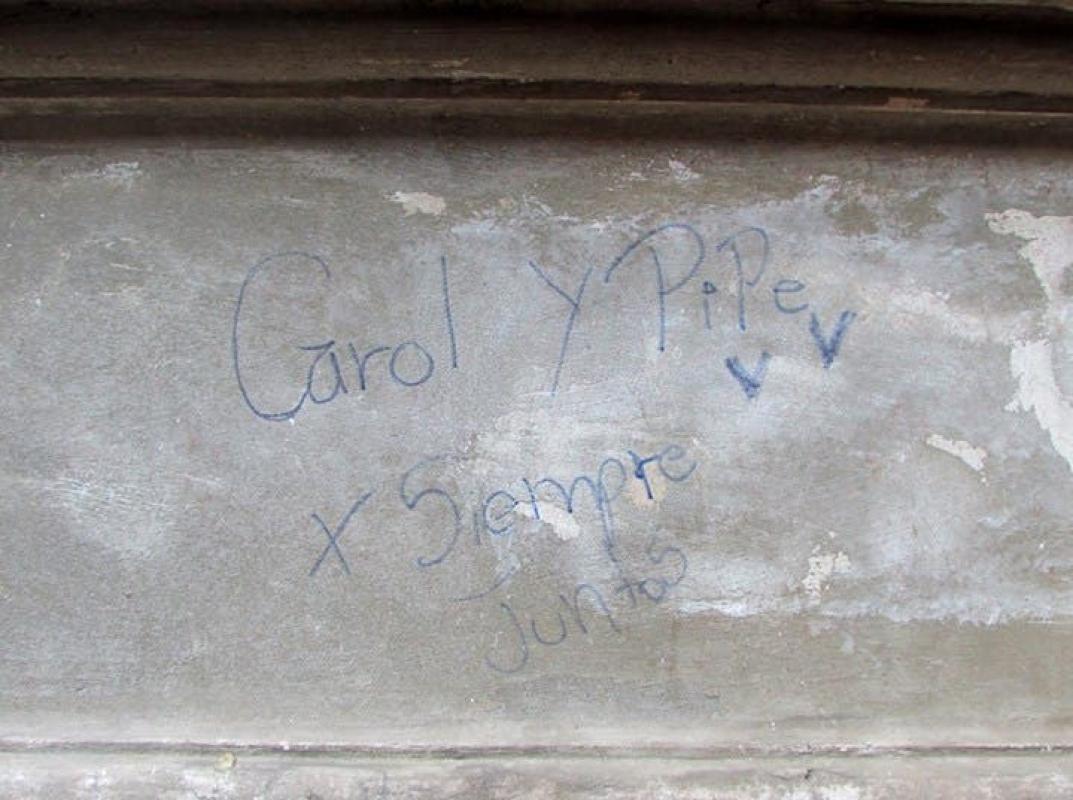 Carol Y PiPe
X Siempre
Juntos